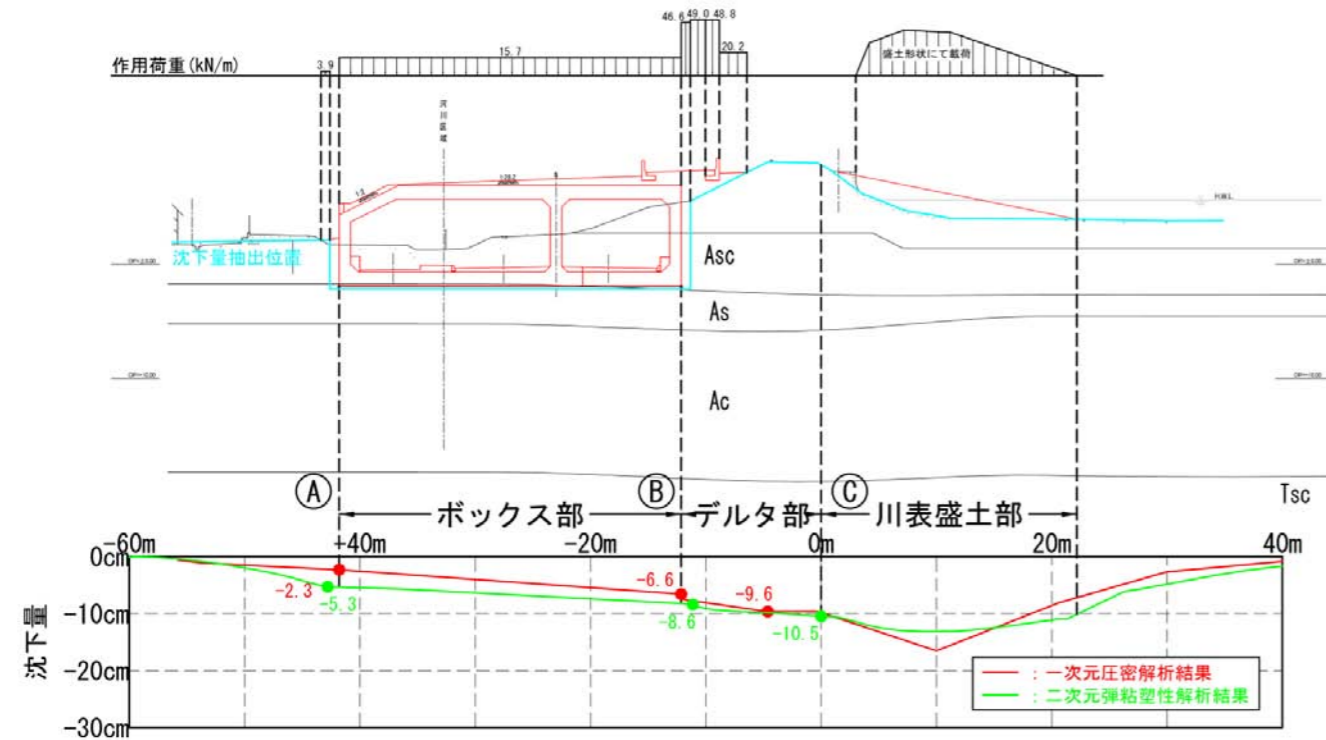 46.6 49.0 48.8
15.7
20.2
作用荷重(kN/m)
3.9
盛土形状にて載荷
河川区域
H.W.L
沈下量抽出位置
Asc
As
Ac
Tsc
A
B
C
ボックス部
デルタ部
川表盛土部
-60m
+40m
-20m
0m
20m
40m
0cm
-10cm
-20cm
-30cm
沈下量
-2.3
-5.3
-6.6
-8.6
-9.6
-10.5
:一次元圧密解析結果
:二次元弾粘塑性解析結果